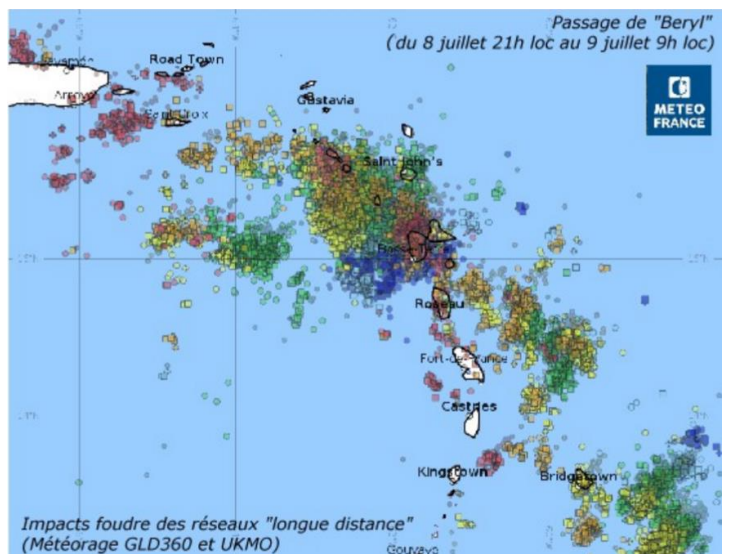 Passage de "Beryl"
(du 8 juillet 21h loc au 9 juillet 9h loc)
METEO
FRANCE
Road Town
Gustavia
Saint John's
Roseau
Fort-de-France
Castries
Kingstown
Bridgetown
Impacts foudre des réseaux "longue distance"
(Météorage GLD360 et UKMO)